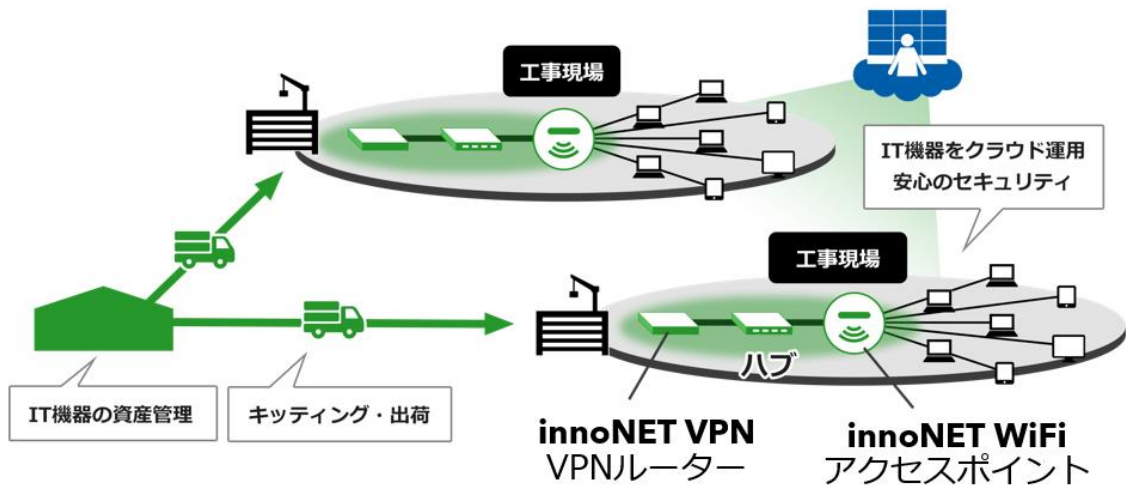 工事現場
IT機器をクラウド運用
安心のセキュリティ
工事現場
ハブ
IT機器の資産管理
キッティング・出荷
innoNET VPN
VPNルーター
innoNET WiFi
アクセスポイント